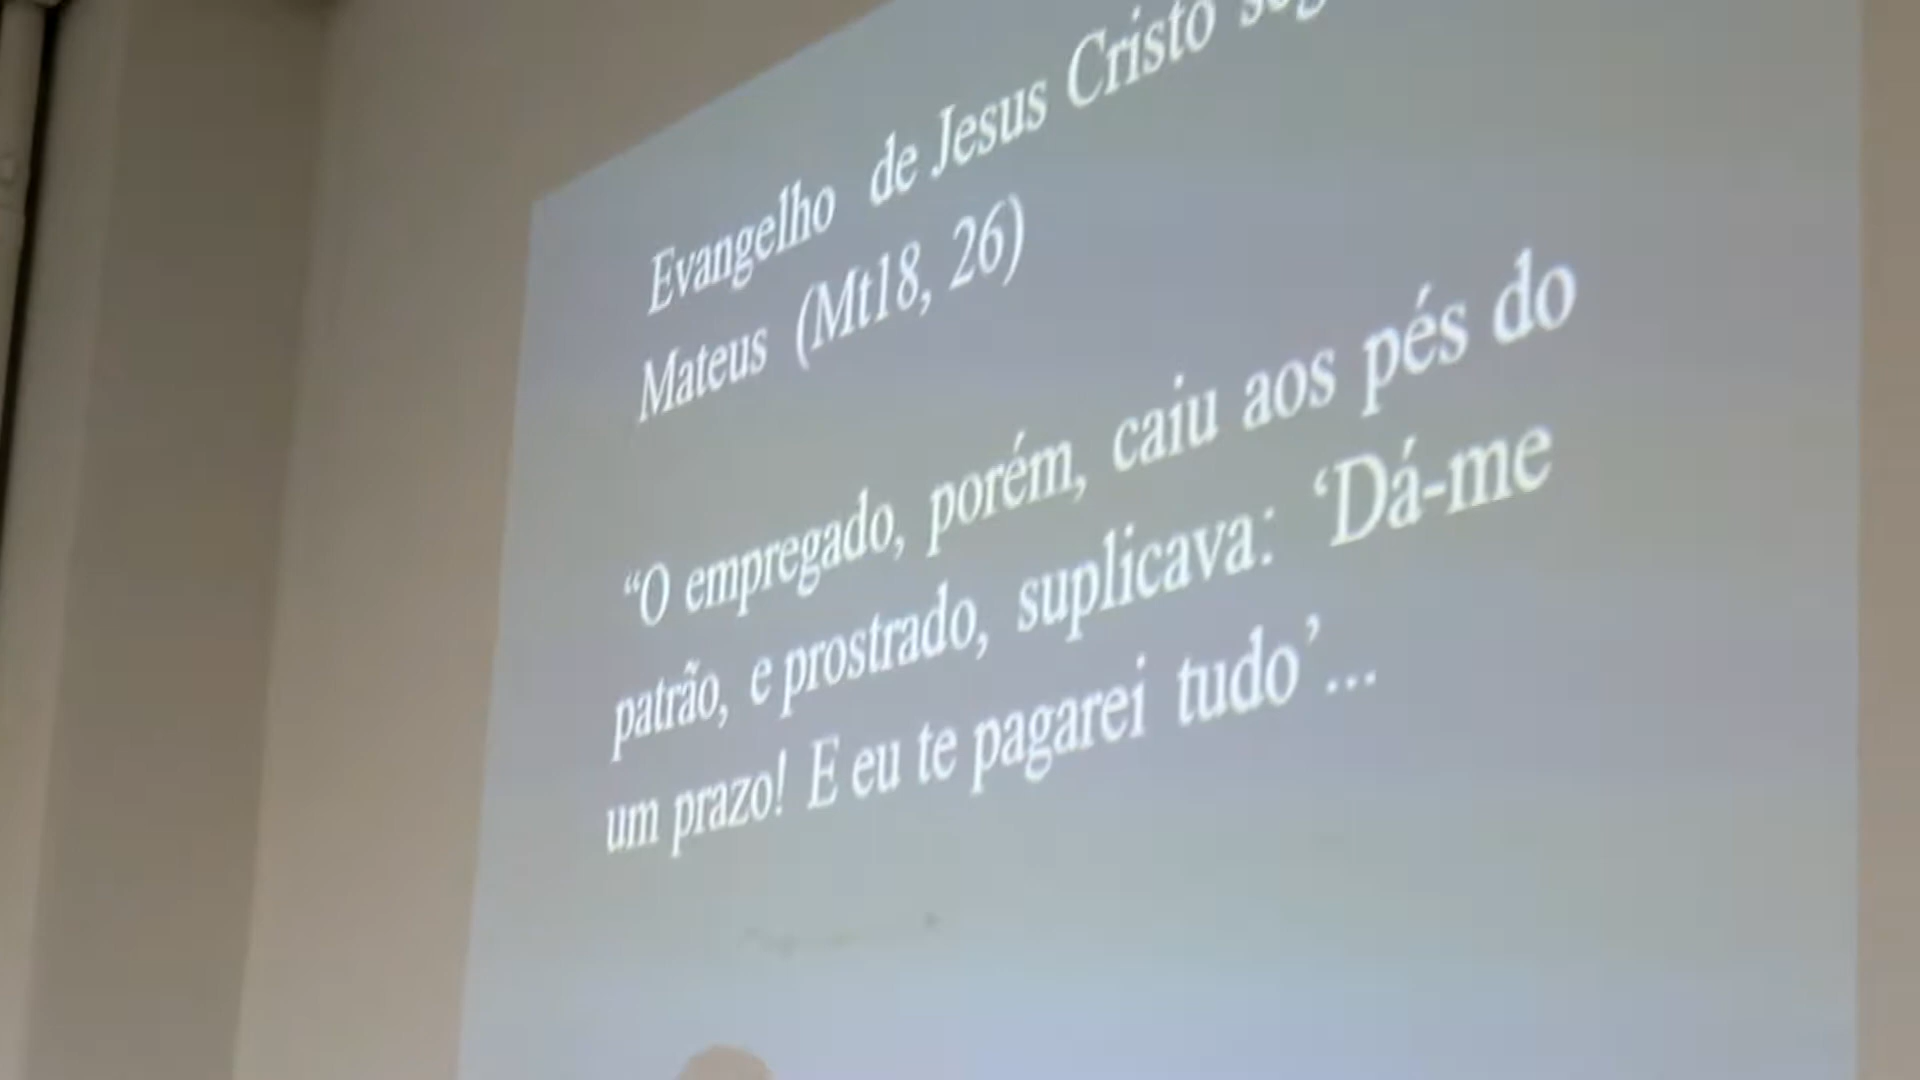 Evangelho de Jesus Cristo
Mateus (Mt18, 26)
“O empregado, porém, caiu aos pés do
patrão, e prostrado, suplicava: ‘Dá-me
um prazo! E eu te pagarei tudo’...